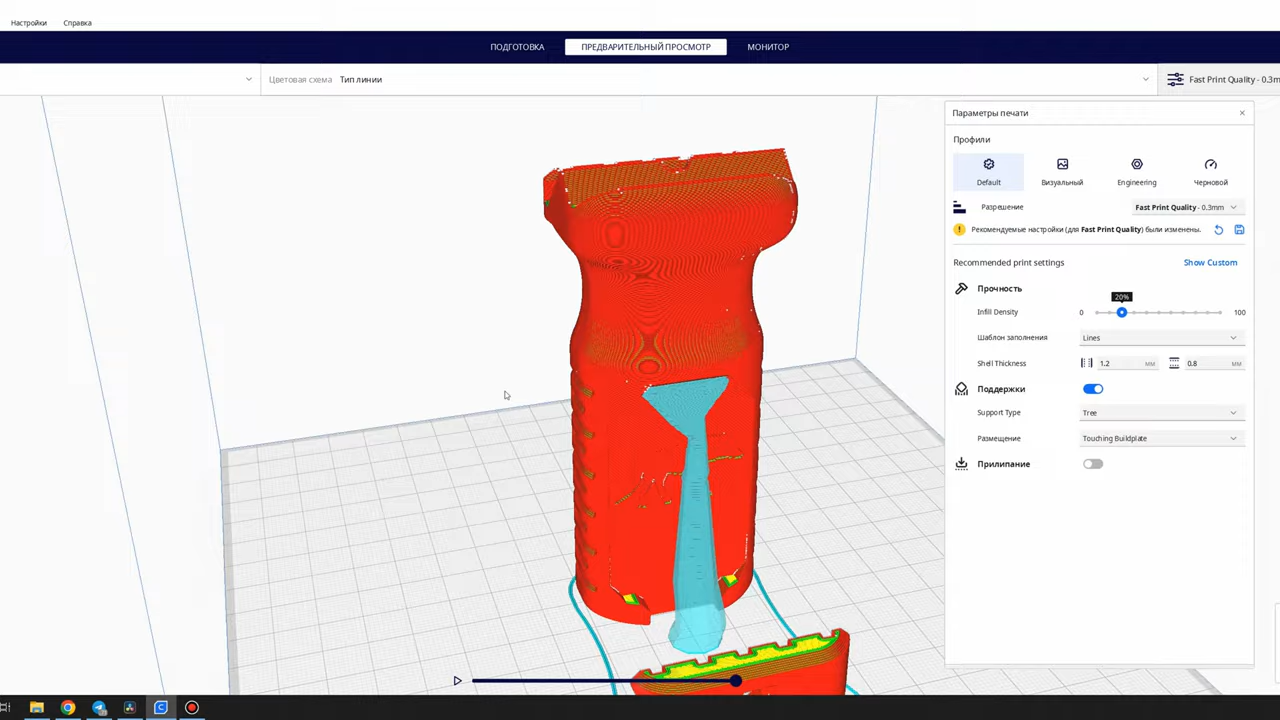 Настройки Справка
ПОДГОТОВКА ПРЕДВАРИТЕЛЬНЫЙ ПРОСМОТР МОНИТОР
Цветовая схема Тип линии Fast Print Quality - 0.3m
Параметры печати
Профили
Default Визуальный Engineering Черновой
Разрешение Fast Print Quality - 0.3mm
Рекомендуемые настройки (для Fast Print Quality) были изменены.
Recommended print settings Show Custom
Прочность
20%
Infill Density 0 100
Шаблон заполнения Lines
Shell Thickness 1.2 мм 0.8 мм
Поддержки
Support Type Tree
Размещение Touching Buildplate
Прилипание